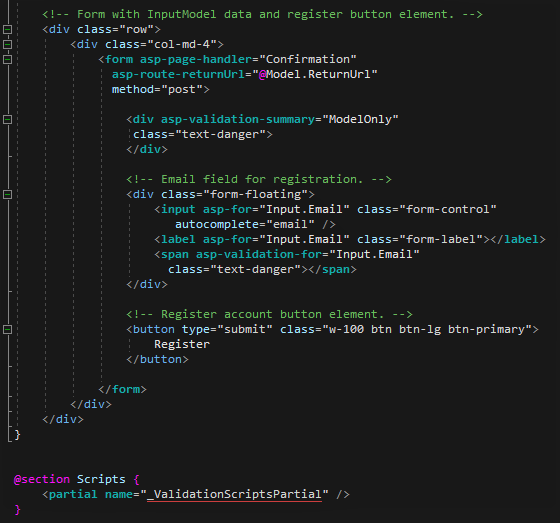 <!-- Form with InputModel data and register button element. -->
<div class="row">
<div class="col-md-4">
<form asp-page-handler="Confirmation"
asp-route-returnUrl="@Model.ReturnUrl"
method="post">
<div asp-validation-summary="ModelOnly"
class="text-danger">
</div>
<!-- Email field for registration. -->
<div class="form-floating">
<input asp-for="Input.Email" class="form-control"
autocomplete="email" />
<label asp-for="Input.Email" class="form-label"></label>
<span asp-validation-for="Input.Email"
class="text-danger"></span>
</div>
<!-- Register account button element. -->
<button type="submit" class="w-100 btn btn-lg btn-primary">
Register
</button>
</form>
</div>
</div>
}
@section Scripts {
<partial name="_ValidationScriptsPartial" />
}